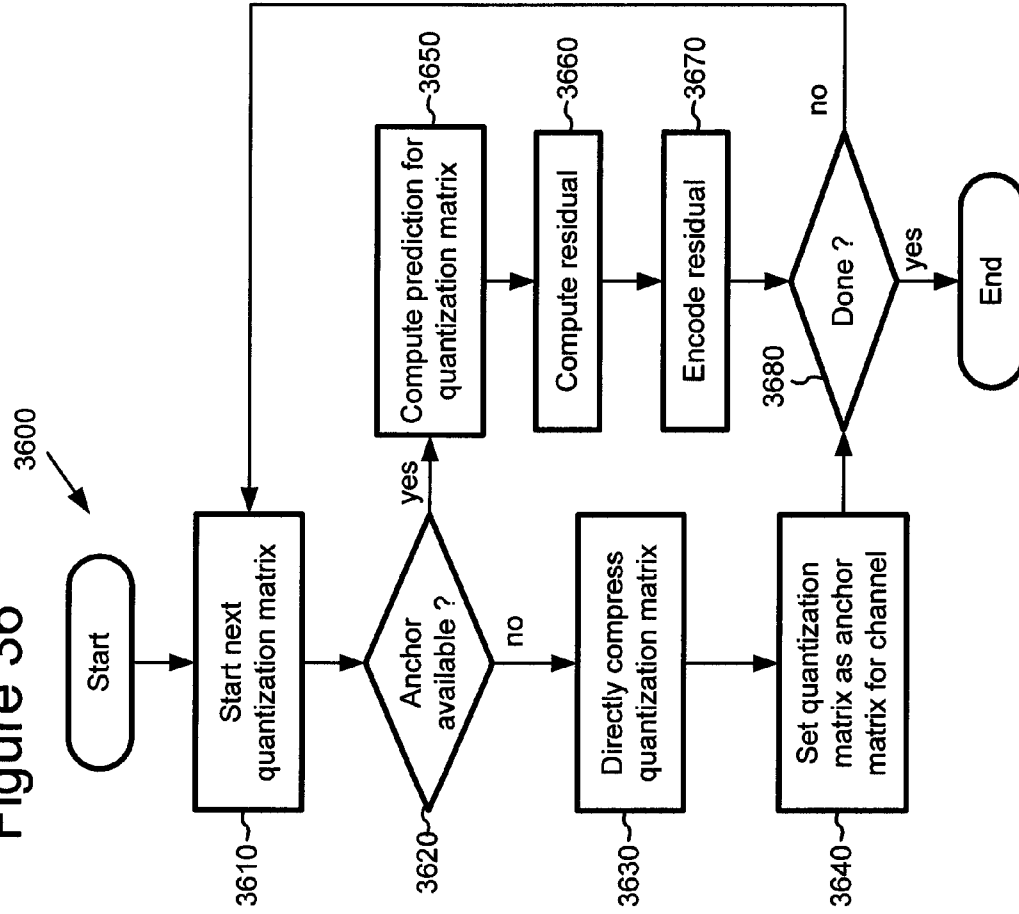 Figure 36
3600
Start
Start next
quantization matrix
3610
Anchor
available ?
3620
yes
no
Directly compress
quantization matrix
3630
Set quantization
matrix as anchor
matrix for channel
3640
Compute prediction for
quantization matrix
3650
Compute residual
3660
Encode residual
3670
Done ?
3680
no
yes
End